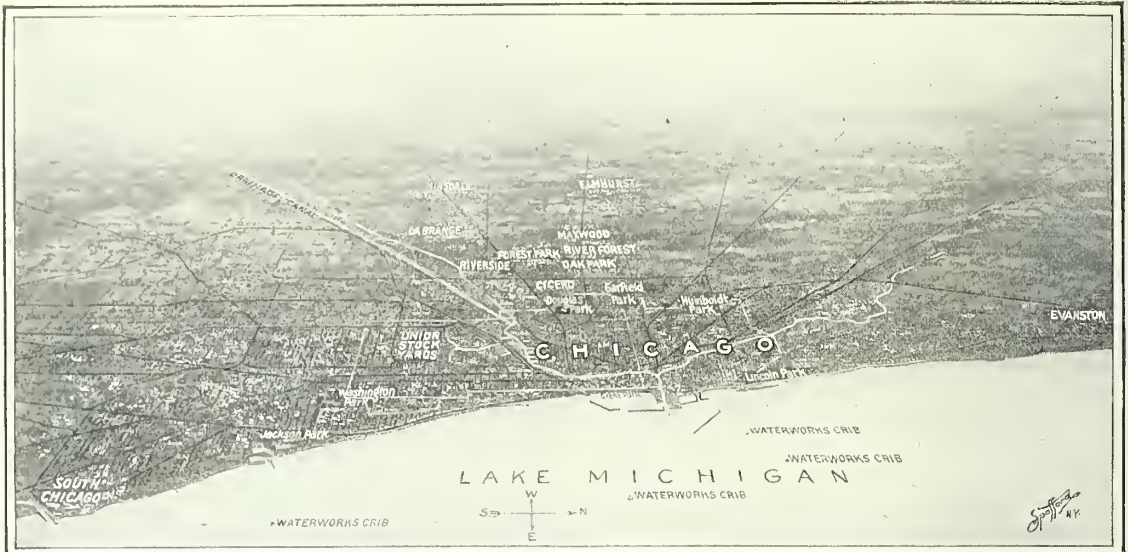 DRAINAGE CANAL
HINSDALE
ELMHURST
LA GRANGE
MAYWOOD
FOREST PARK
RIVER FOREST
RIVERSIDE
OAK PARK
CICERO
Garfield
Park
Douglas
Park
Humboldt
Park
EVANSTON
UNION
STOCK
YARDS
CHICAGO
Lincoln Park
Washington
Park
GRANT PARK
Jackson Park
WATERWORKS CRIB
WATERWORKS CRIB
LAKE MICHIGAN
SOUTH
CHICAGO
WATERWORKS CRIB
W
S
N
E
WATERWORKS CRIB
Spofford
N.Y.